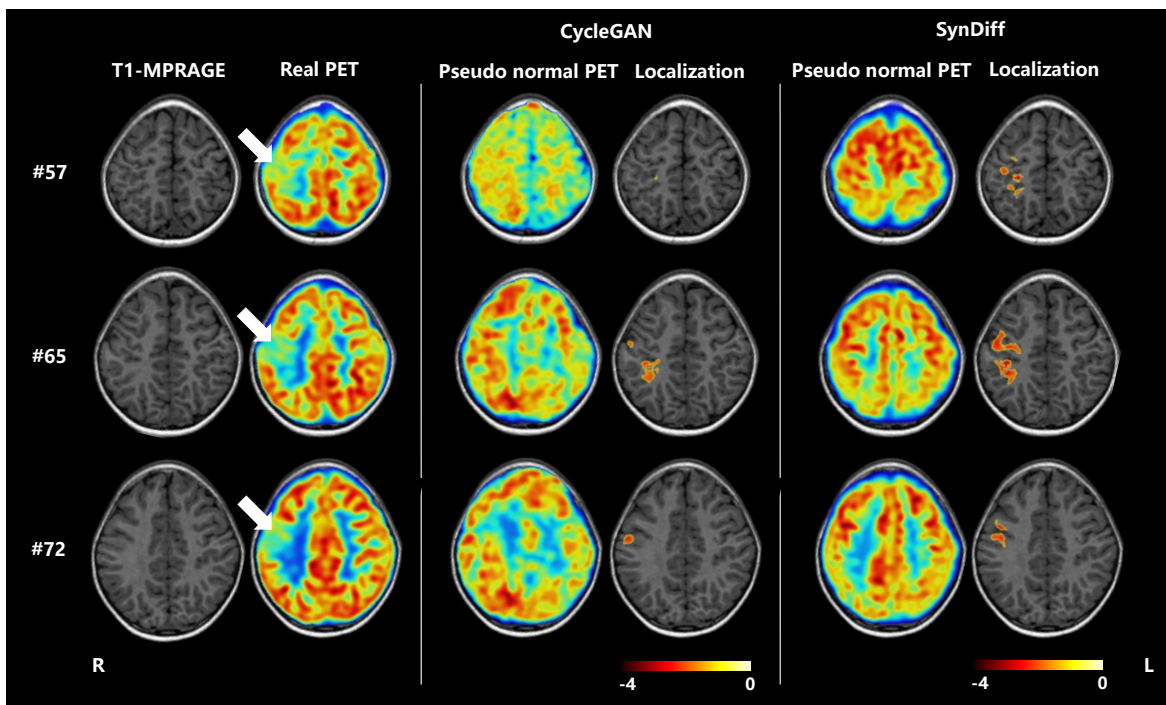 CycleGAN SynDiff
T1-MPRAGE Real PET Pseudo normal PET Localization Pseudo normal PET Localization
#57
#65
#72
R L
-4 0 -4 0